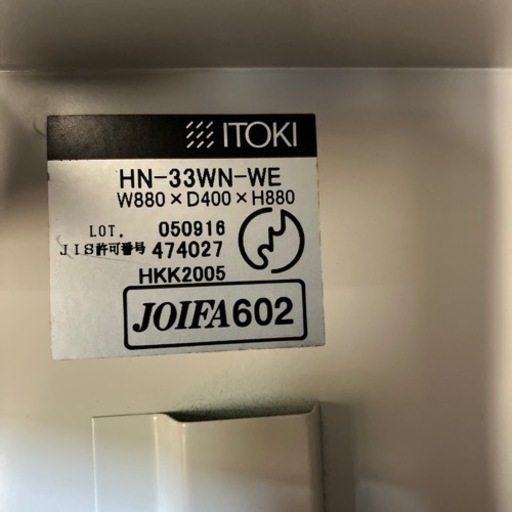 ITOKI
HN-33WN-WE
W880×D400×H880
LOT. 050916
JIS許可番号 474027
HKK2005
JOIFA602